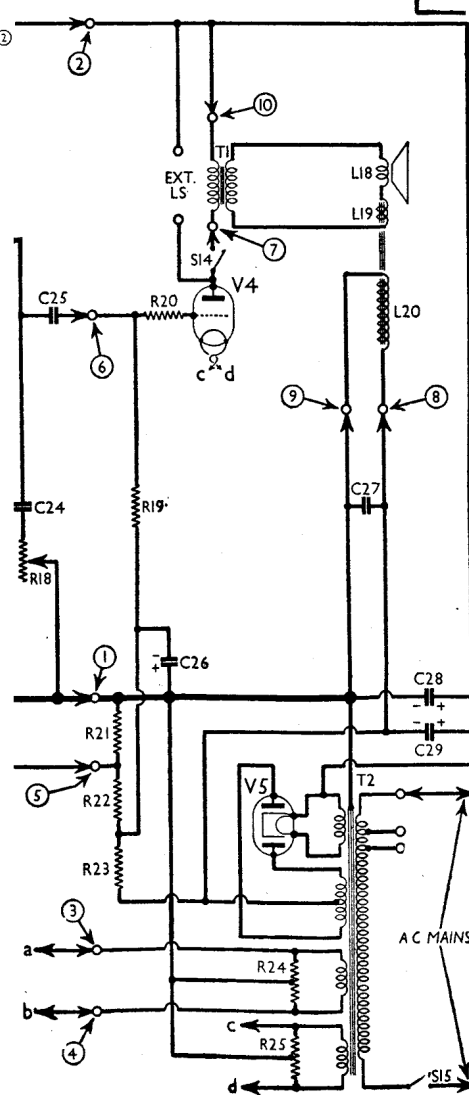 2
2
10
T1
L18
EXT.
LS
L19
7
S14
V4
C25
R20
L20
6
c d
9
8
C27
C24
R19
R18
1
C26
C28
- +
- +
- +
R21
C29
5
T2
V5
R22
R23
3
A C MAINS
a
R24
b
4
c
R25
S15
d